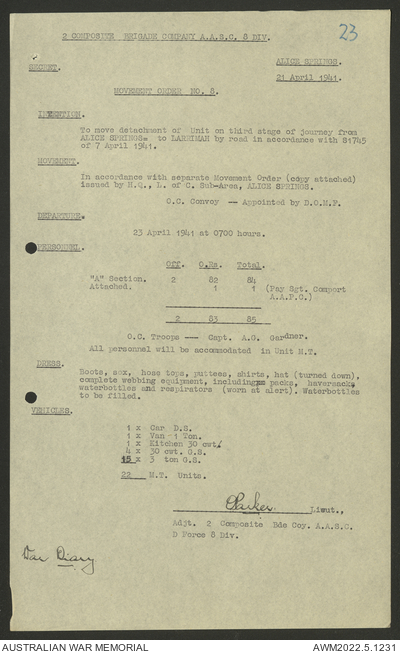 2 COMPOSITE BRIGADE COMPANY A.A.S.C. 8 DIV.
23
SECRET.
ALICE SPRINGS.
21 April 1941.
MOVEMENT ORDER NO. 8.
INTENTION.
To move detachment of Unit on third stage of journey from
ALICE SPRINGS= to LARRIMAH by road in accordance with S1745
of 7 April 1941.
MOVEMENT.
In accordance with separate Movement Order (copy attached)
issued by H.Q., L. of C. Sub-Area, ALICE SPRINGS.
O.C. Convoy -- Appointed by D.O.M.F.
DEPARTURE.
23 April 1941 at 0700 hours.
PERSONNEL.
Off. O.Rs. Total.
"A" Section. 2 82 84
Attached. 1 1 (Pay Sgt. Comport
A.A.P.C.)
2 83 85
O.C. Troops -- Capt. A.G. Gardner.
All personnel will be accommodated in Unit M.T.
DRESS.
Boots, sox, hose tops, puttees, shirts, hat (turned down),
complete webbing equipment, including packs, haversack,
waterbottles and respirators (worn at alert). Waterbottles
to be filled.
VEHICLES.
1 x Car D.S.
1 x Van - 1 Ton.
1 x Kitchen 30 cwt.
4 x 30 cwt. G.S.
15 x 3 ton G.S.
22 M.T. Units.
Lieut.,
Adjt. 2 Composite Bde Coy. A.A.S.C.
D Force 8 Div.
War Diary
AUSTRALIAN WAR MEMORIAL
AWM2022.5.1231